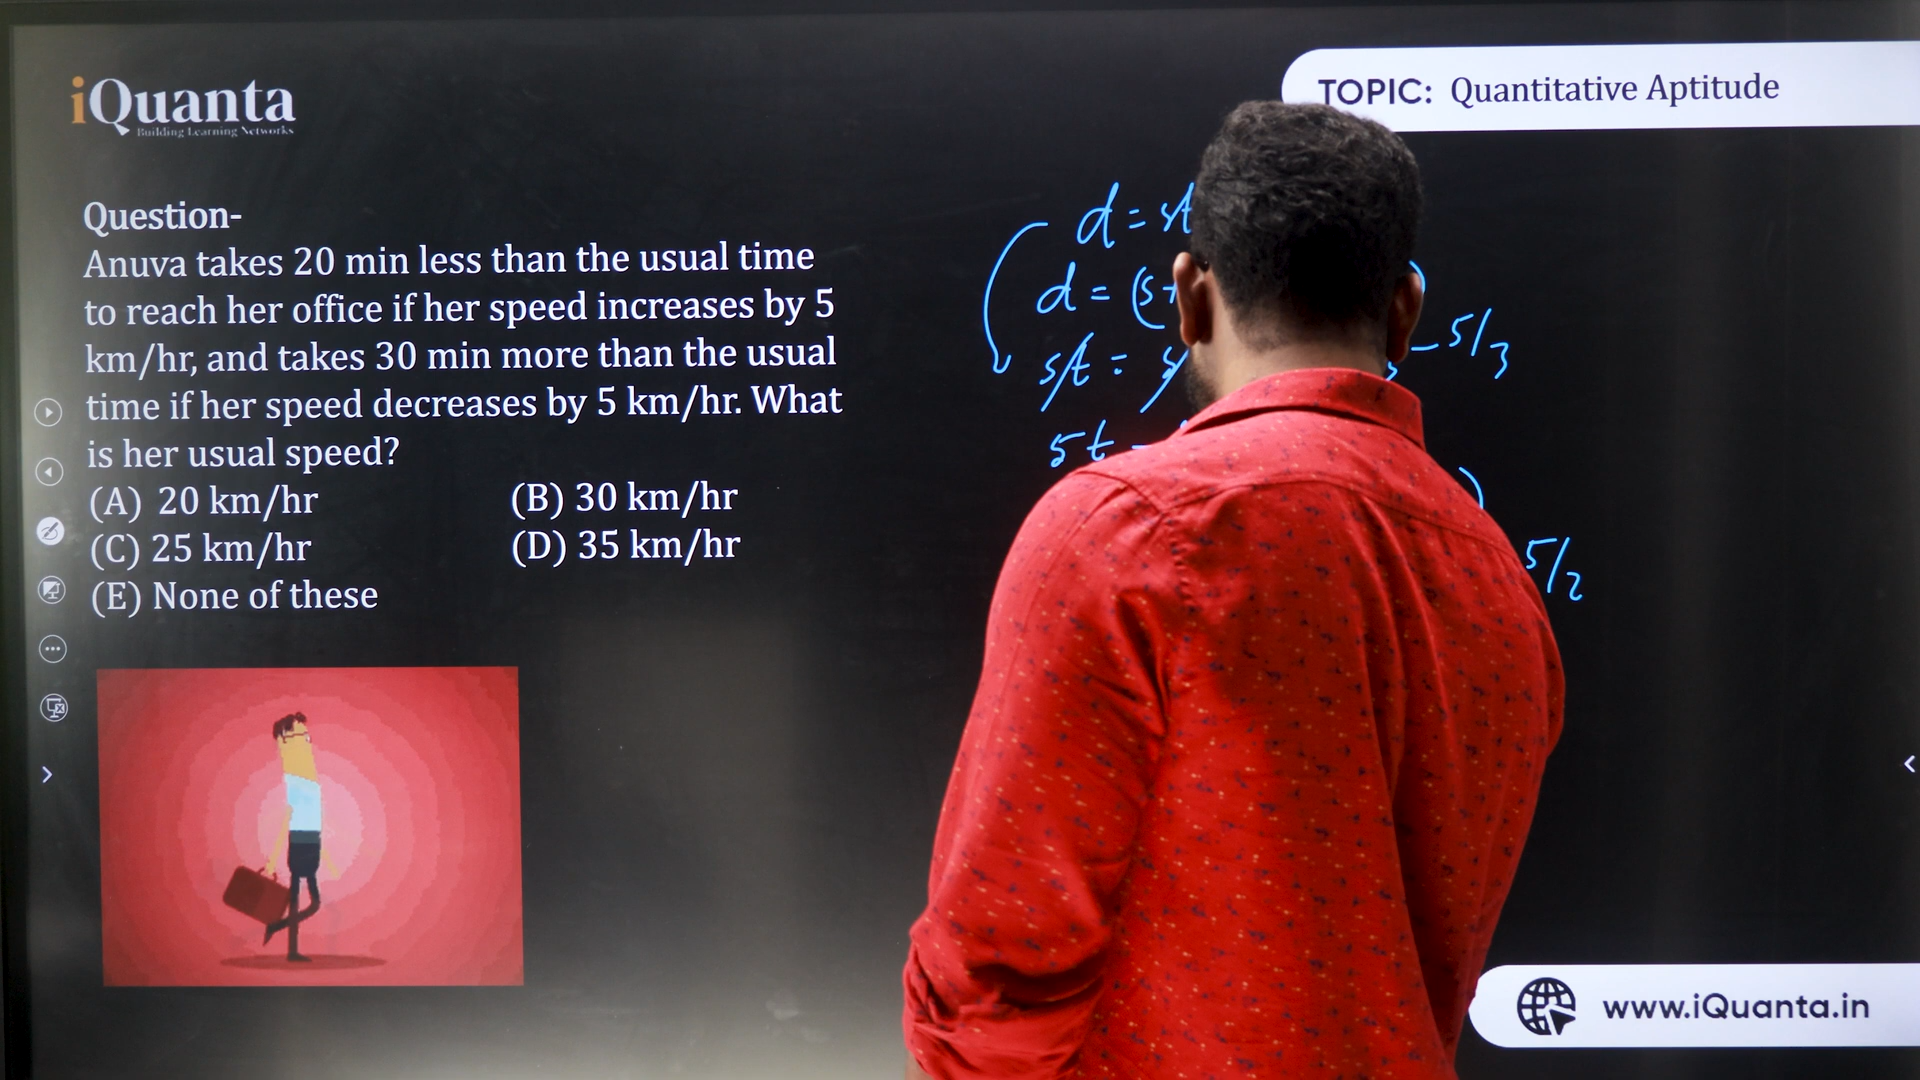 iQuanta
Building Learning Networks
TOPIC: Quantitative Aptitude
Question-
Anuva takes 20 min less than the usual time
to reach her office if her speed increases by 5
km/hr, and takes 30 min more than the usual
time if her speed decreases by 5 km/hr. What
is her usual speed?
(A) 20 km/hr
(B) 30 km/hr
(C) 25 km/hr
(D) 35 km/hr
(E) None of these
d = st
d = (s+
st =
- 5/3
5t -
5/2
www.iQuanta.in